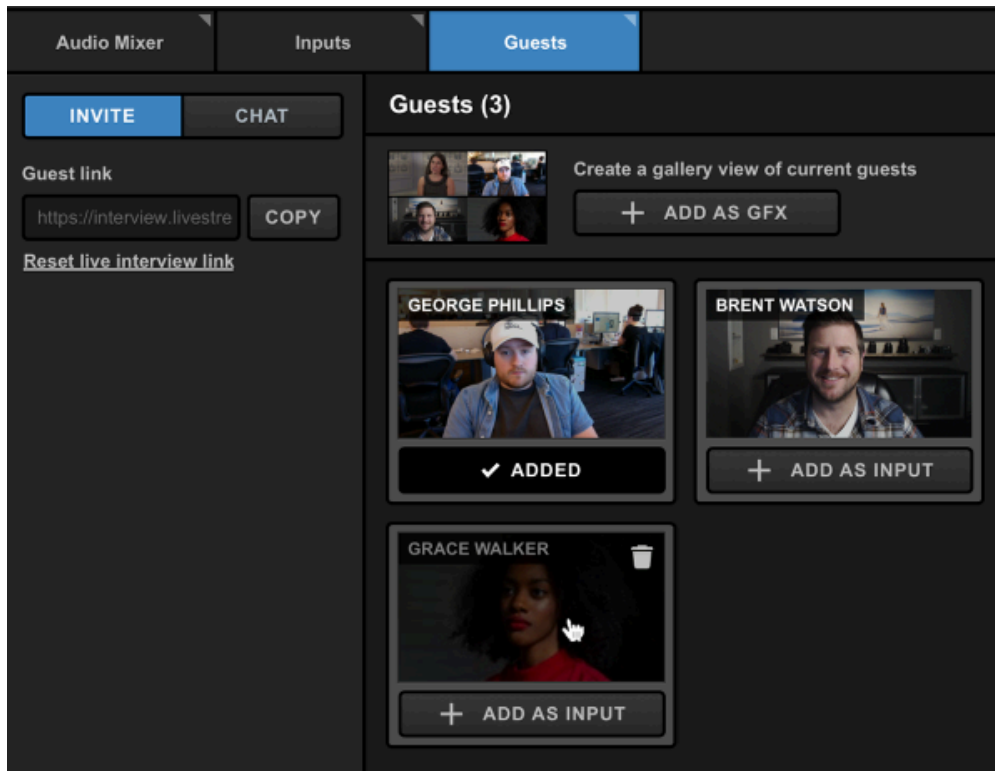 Audio Mixer
Inputs
Guests
INVITE
CHAT
Guest link
https://interview.livestre
COPY
Reset live interview link
Guests (3)
Create a gallery view of current guests
+ ADD AS GFX
GEORGE PHILLIPS
✓ ADDED
BRENT WATSON
+ ADD AS INPUT
GRACE WALKER
+ ADD AS INPUT